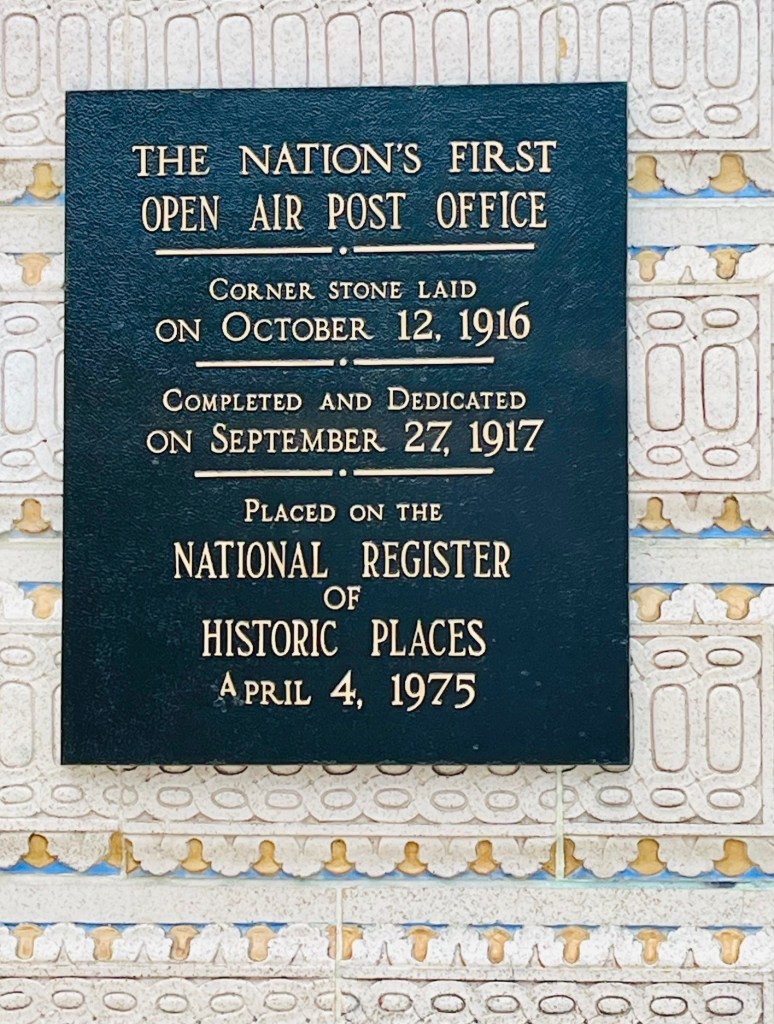 THE NATION'S FIRST
OPEN AIR POST OFFICE
CORNER STONE LAID
ON OCTOBER 12, 1916
COMPLETED AND DEDICATED
ON SEPTEMBER 27, 1917
PLACED ON THE
NATIONAL REGISTER
OF
HISTORIC PLACES
APRIL 4, 1975